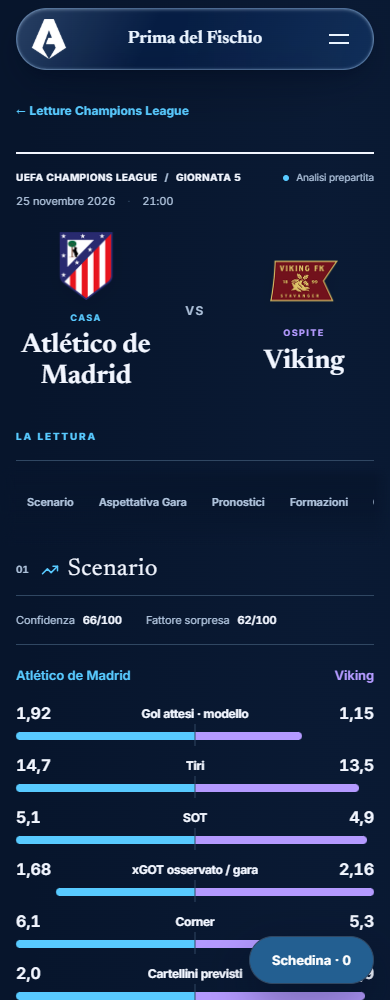 Prima del Fischio
← Letture Champions League
UEFA CHAMPIONS LEAGUE / GIORNATA 5
Analisi prepartita
25 novembre 2026 · 21:00
VIKING FK
STAVANGER
CASA
Atlético de
Madrid
VS
OSPITE
Viking
LA LETTURA
Scenario Aspettativa Gara Pronostici Formazioni
01 Scenario
Confidenza 66/100 Fattore sorpresa 62/100
Atlético de Madrid Viking
1,92 Gol attesi · modello 1,15
14,7 Tiri 13,5
5,1 SOT 4,9
1,68 xGOT osservato / gara 2,16
6,1 Corner 5,3
2,0 Cartellini previsti
Schedina · 0